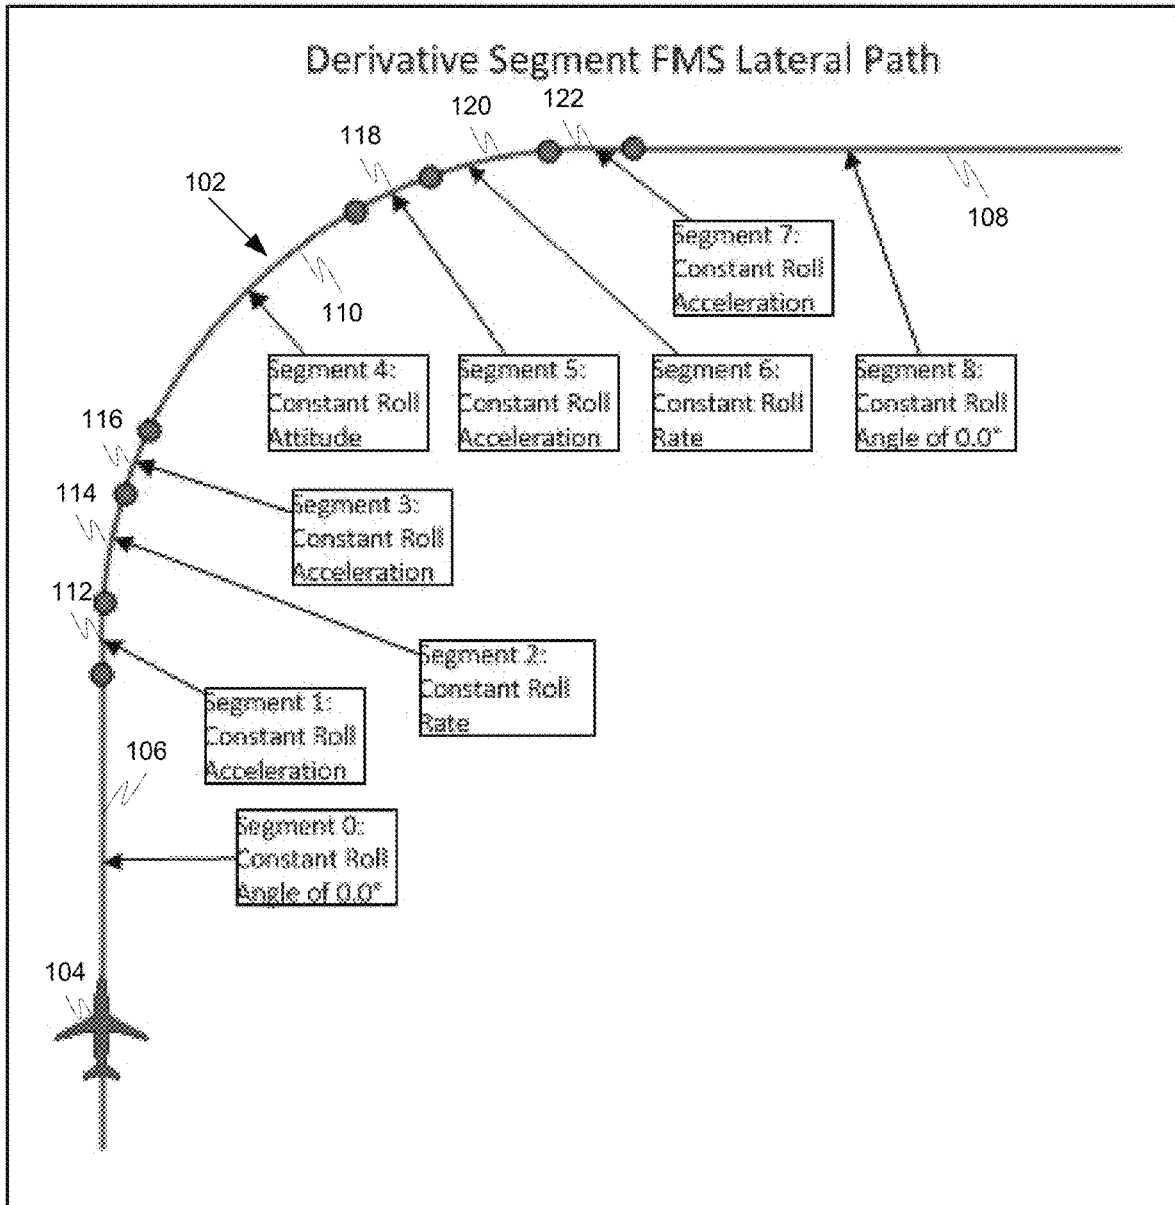 Derivative Segment FMS Lateral Path
122
120
118
102
108
Segment 7:
Constant Roll
Acceleration
110
Segment 4:
Constant Roll
Attitude
Segment 5:
Constant Roll
Acceleration
Segment 6:
Constant Roll
Rate
Segment 8:
Constant Roll
Angle of 0.0°
116
114
Segment 3:
Constant Roll
Acceleration
112
Segment 2:
Constant Roll
Rate
Segment 1:
Constant Roll
Acceleration
106
Segment 0:
Constant Roll
Angle of 0.0°
104